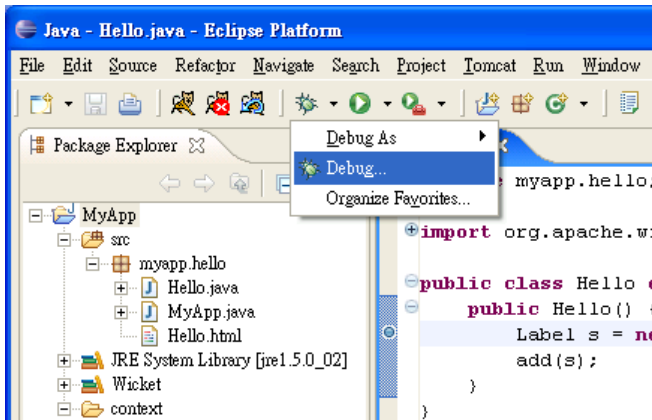 Java - Hello.java - Eclipse Platform
File Edit Source Refactor Navigate Search Project Tomcat Run Window
Package Explorer
Debug As
Debug...
Organize Favorites...
MyApp
src
myapp.hello
Hello.java
MyApp.java
Hello.html
JRE System Library [jre1.5.0_02]
Wicket
context
myapp.hello;
import org.apache.wi
public class Hello e
public Hello() {
Label s = ne
add(s);
}
}